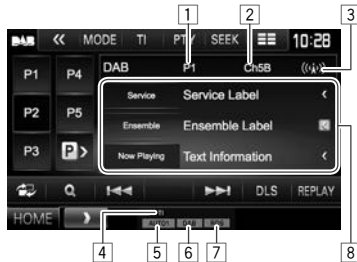 1 2 3
DAB « MODE TI PTY SEEK 10:28
P1 P4 DAB P1 Ch5B
Service Service Label
P2 P5 Ensemble Ensemble Label
P3 P> Now Playing Text Information
DLS REPLAY
HOME TI
AUTO1 DAB RDS
4 5 6 7 8